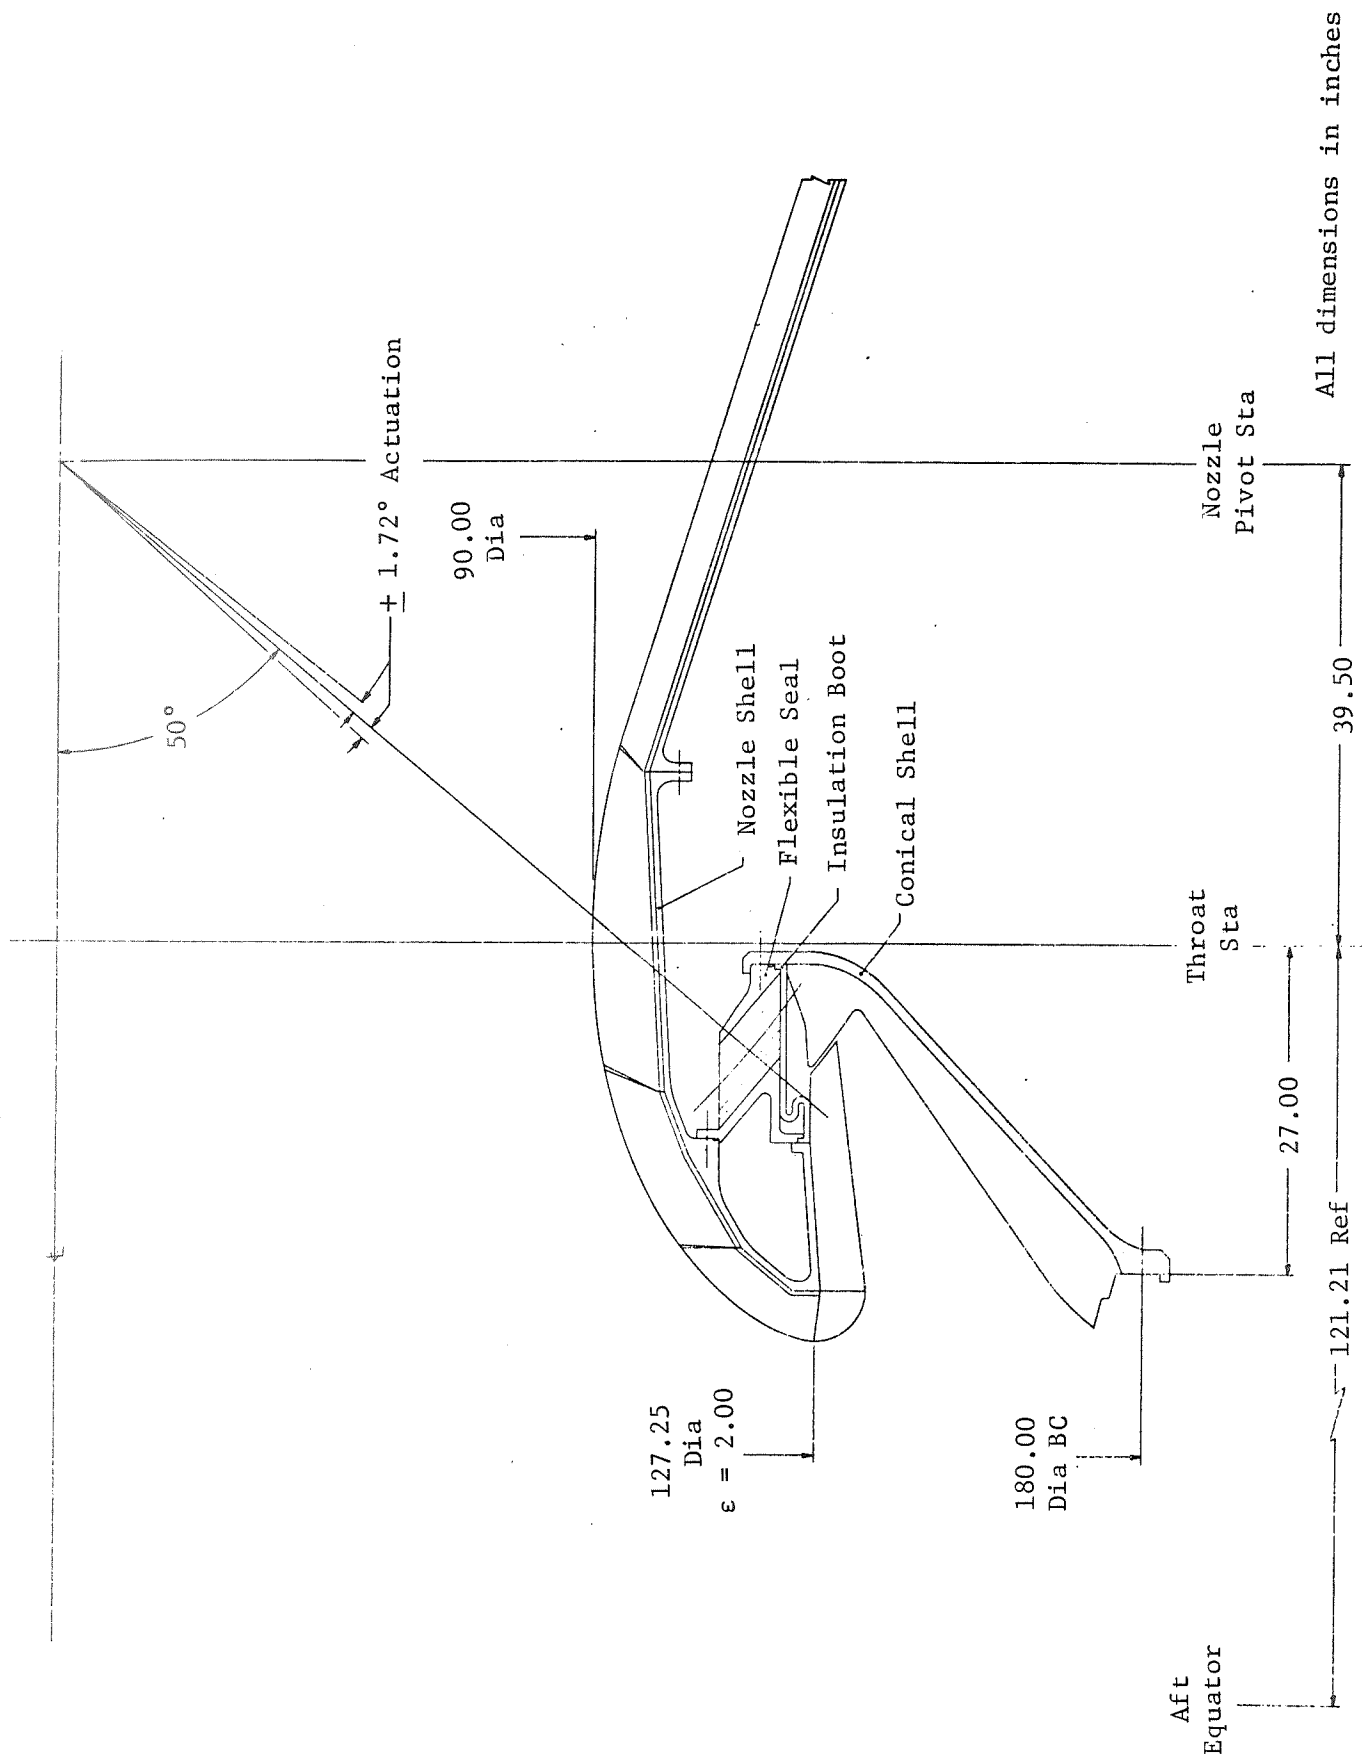 50°
± 1.72° Actuation
90.00
Dia
Nozzle Shell
Flexible Seal
Insulation Boot
Conical Shell
127.25
Dia
ε = 2.00
180.00
Dia BC
Aft
Equator
Throat
Sta
Nozzle
Pivot Sta
27.00
121.21 Ref
39.50
All dimensions in inches